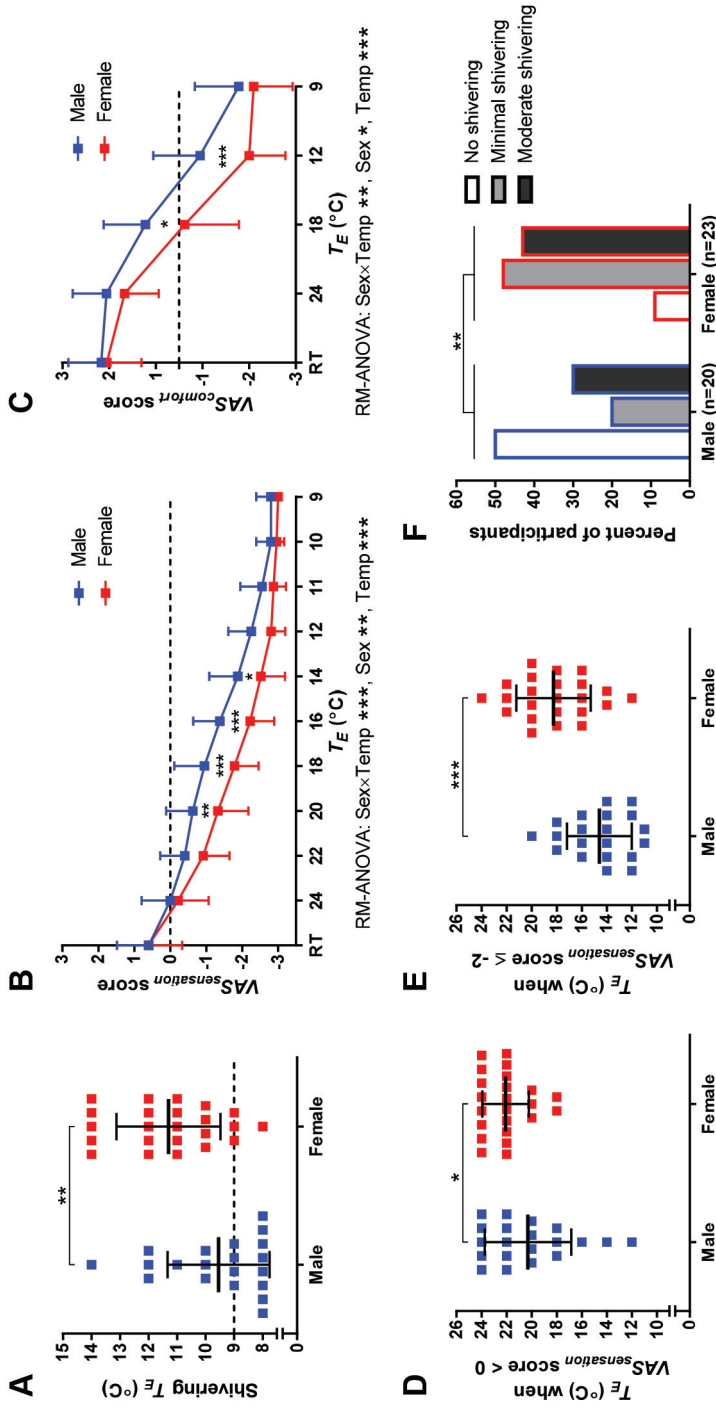 A
Shivering T_E (°C)
15
14
13
12
11
10
9
8
0
**
Male
Female
B
VAS_sensation score
3
2
1
0
-1
-2
-3
Male
Female
**
***
***
*
RT
24
22
20
18
16
14
12
11
10
9
T_E (°C)
RM-ANOVA: Sex×Temp ***, Sex **, Temp ***
C
VAS_comfort score
3
2
1
-1
-2
-3
Male
Female
*
***
RT
24
18
12
9
T_E (°C)
RM-ANOVA: Sex×Temp **, Sex *, Temp ***
D
T_E (°C) when
VAS_sensation score < 0
26
24
22
20
18
16
14
12
10
0
*
Male
Female
E
T_E (°C) when
VAS_sensation score ≤ -2
26
24
22
20
18
16
14
12
10
0
***
Male
Female
F
Percent of participants
60
50
40
30
20
10
0
**
No shivering
Minimal shivering
Moderate shivering
Male (n=20)
Female (n=23)